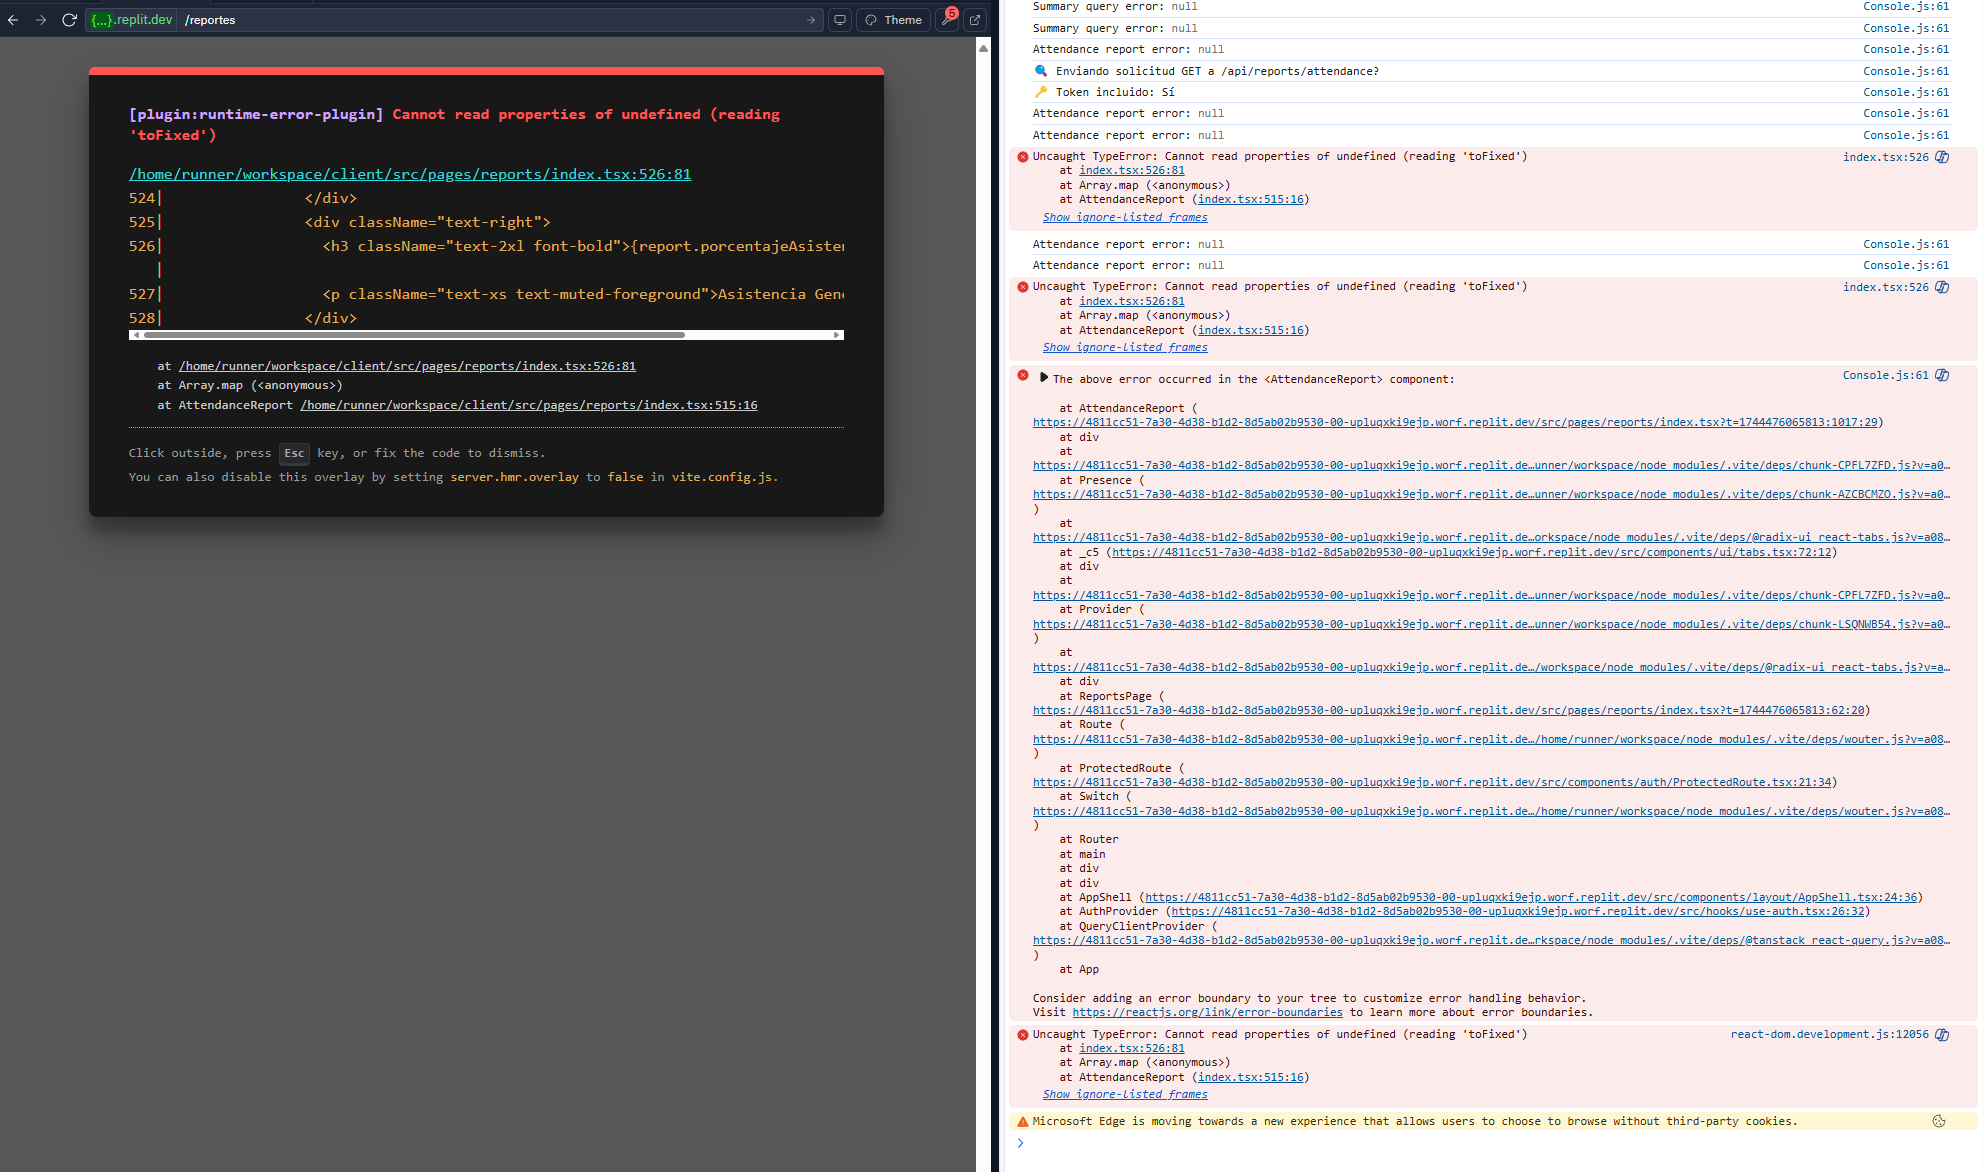 {...}.replit.dev /reportes
Theme
5
[plugin:runtime-error-plugin] Cannot read properties of undefined (reading
'toFixed')
/home/runner/workspace/client/src/pages/reports/index.tsx:526:81
524| </div>
525| <div className="text-right">
526| <h3 className="text-2xl font-bold">{report.porcentajeAsisten
|
527| <p className="text-xs text-muted-foreground">Asistencia Gene
528| </div>
at /home/runner/workspace/client/src/pages/reports/index.tsx:526:81
at Array.map (<anonymous>)
at AttendanceReport /home/runner/workspace/client/src/pages/reports/index.tsx:515:16
Click outside, press Esc key, or fix the code to dismiss.
You can also disable this overlay by setting server.hmr.overlay to false in vite.config.js.
Summary query error: null Console.js:61
Summary query error: null Console.js:61
Attendance report error: null Console.js:61
🔍 Enviando solicitud GET a /api/reports/attendance? Console.js:61
🔑 Token incluido: Sí Console.js:61
Attendance report error: null Console.js:61
Attendance report error: null Console.js:61
Uncaught TypeError: Cannot read properties of undefined (reading 'toFixed') index.tsx:526
at index.tsx:526:81
at Array.map (<anonymous>)
at AttendanceReport (index.tsx:515:16)
Show ignore-listed frames
Attendance report error: null Console.js:61
Attendance report error: null Console.js:61
Uncaught TypeError: Cannot read properties of undefined (reading 'toFixed') index.tsx:526
at index.tsx:526:81
at Array.map (<anonymous>)
at AttendanceReport (index.tsx:515:16)
Show ignore-listed frames
The above error occurred in the <AttendanceReport> component: Console.js:61
at AttendanceReport (
https://4811cc51-7a30-4d38-b1d2-8d5ab02b9530-00-upluqxki9ejp.worf.replit.dev/src/pages/reports/index.tsx?t=1744476065813:1017:29)
at div
at
https://4811cc51-7a30-4d38-b1d2-8d5ab02b9530-00-upluqxki9ejp.worf.replit.de…unner/workspace/node_modules/.vite/deps/chunk-CPFL7ZFD.js?v=a0…
at Presence (
https://4811cc51-7a30-4d38-b1d2-8d5ab02b9530-00-upluqxki9ejp.worf.replit.de…unner/workspace/node_modules/.vite/deps/chunk-AZCBCMZO.js?v=a0…
)
at
https://4811cc51-7a30-4d38-b1d2-8d5ab02b9530-00-upluqxki9ejp.worf.replit.de…orkspace/node_modules/.vite/deps/@radix-ui_react-tabs.js?v=a08…
at _c5 (https://4811cc51-7a30-4d38-b1d2-8d5ab02b9530-00-upluqxki9ejp.worf.replit.dev/src/components/ui/tabs.tsx:72:12)
at div
at
https://4811cc51-7a30-4d38-b1d2-8d5ab02b9530-00-upluqxki9ejp.worf.replit.de…unner/workspace/node_modules/.vite/deps/chunk-CPFL7ZFD.js?v=a0…
at Provider (
https://4811cc51-7a30-4d38-b1d2-8d5ab02b9530-00-upluqxki9ejp.worf.replit.de…unner/workspace/node_modules/.vite/deps/chunk-LSQNWB54.js?v=a0…
)
at
https://4811cc51-7a30-4d38-b1d2-8d5ab02b9530-00-upluqxki9ejp.worf.replit.de…/workspace/node_modules/.vite/deps/@radix-ui_react-tabs.js?v=a…
at div
at ReportsPage (
https://4811cc51-7a30-4d38-b1d2-8d5ab02b9530-00-upluqxki9ejp.worf.replit.dev/src/pages/reports/index.tsx?t=1744476065813:62:20)
at Route (
https://4811cc51-7a30-4d38-b1d2-8d5ab02b9530-00-upluqxki9ejp.worf.replit.de…/home/runner/workspace/node_modules/.vite/deps/wouter.js?v=a08…
)
at ProtectedRoute (
https://4811cc51-7a30-4d38-b1d2-8d5ab02b9530-00-upluqxki9ejp.worf.replit.dev/src/components/auth/ProtectedRoute.tsx:21:34)
at Switch (
https://4811cc51-7a30-4d38-b1d2-8d5ab02b9530-00-upluqxki9ejp.worf.replit.de…/home/runner/workspace/node_modules/.vite/deps/wouter.js?v=a08…
)
at Router
at main
at div
at div
at AppShell (https://4811cc51-7a30-4d38-b1d2-8d5ab02b9530-00-upluqxki9ejp.worf.replit.dev/src/components/layout/AppShell.tsx:24:36)
at AuthProvider (https://4811cc51-7a30-4d38-b1d2-8d5ab02b9530-00-upluqxki9ejp.worf.replit.dev/src/hooks/use-auth.tsx:26:32)
at QueryClientProvider (
https://4811cc51-7a30-4d38-b1d2-8d5ab02b9530-00-upluqxki9ejp.worf.replit.de…rkspace/node_modules/.vite/deps/@tanstack_react-query.js?v=a08…
)
at App
Consider adding an error boundary to your tree to customize error handling behavior.
Visit https://reactjs.org/link/error-boundaries to learn more about error boundaries.
Uncaught TypeError: Cannot read properties of undefined (reading 'toFixed') react-dom.development.js:12056
at index.tsx:526:81
at Array.map (<anonymous>)
at AttendanceReport (index.tsx:515:16)
Show ignore-listed frames
Microsoft Edge is moving towards a new experience that allows users to choose to browse without third-party cookies.